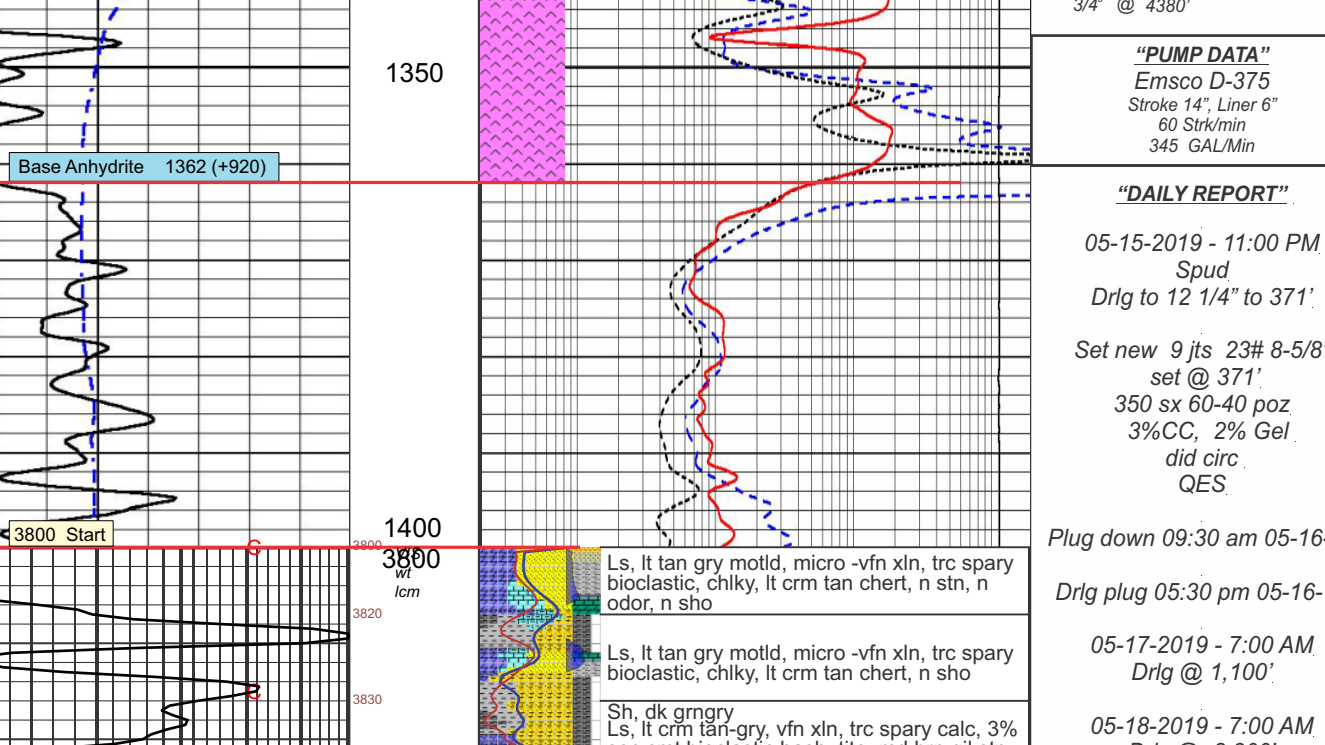 3/4" @ 4380'
"PUMP DATA"
Emsco D-375
Stroke 14", Liner 6"
60 Strk/min
345 GAL/Min
1350
Base Anhydrite 1362 (+920)
"DAILY REPORT"
05-15-2019 - 11:00 PM
Spud
Drlg to 12 1/4" to 371'
Set new 9 jts 23# 8-5/8"
set @ 371'
350 sx 60-40 poz
3%CC, 2% Gel
did circ
QES
Plug down 09:30 am 05-16-
Drlg plug 05:30 pm 05-16-
05-17-2019 - 7:00 AM
Drlg @ 1,100'
05-18-2019 - 7:00 AM
1400
3800 Start
G
3800
3800
wt
lcm
3820
C
3830
Ls, lt tan gry motld, micro -vfn xln, trc spary
bioclastic, chlky, lt crm tan chert, n stn, n
odor, n sho
Ls, lt tan gry motld, micro -vfn xln, trc spary
bioclastic, chlky, lt crm tan chert, n sho
Sh, dk grngry
Ls, lt crm tan-gry, vfn xln, trc spary calc, 3%